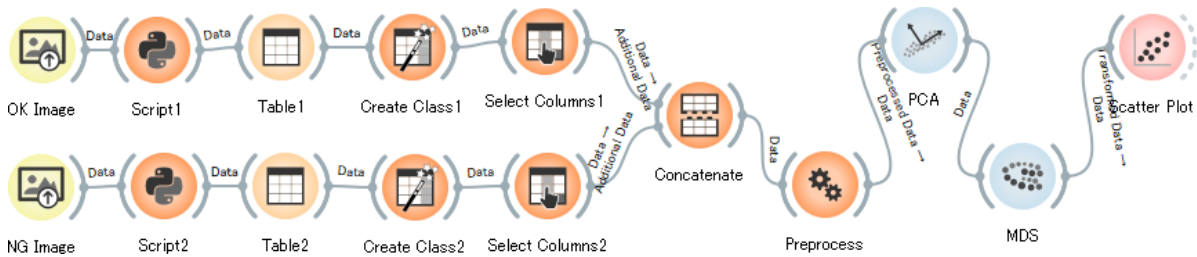 Data
Data
Data
Data
OK Image
Script1
Table1
Create Class1
Select Columns1
Data →
Additional Data
Data
Data
Data
Data
NG Image
Script2
Table2
Create Class2
Select Columns2
Data →
Additional Data
Concatenate
Data
Preprocess
Preprocessed Data →
Data
PCA
Data
MDS
Transformed Data →
Data
Scatter Plot